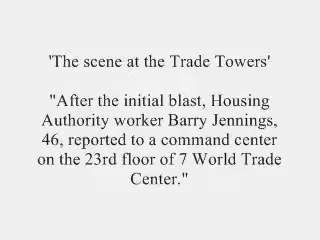 'The scene at the Trade Towers'
"After the initial blast, Housing
Authority worker Barry Jennings,
46, reported to a command center
on the 23rd floor of 7 World Trade
Center."